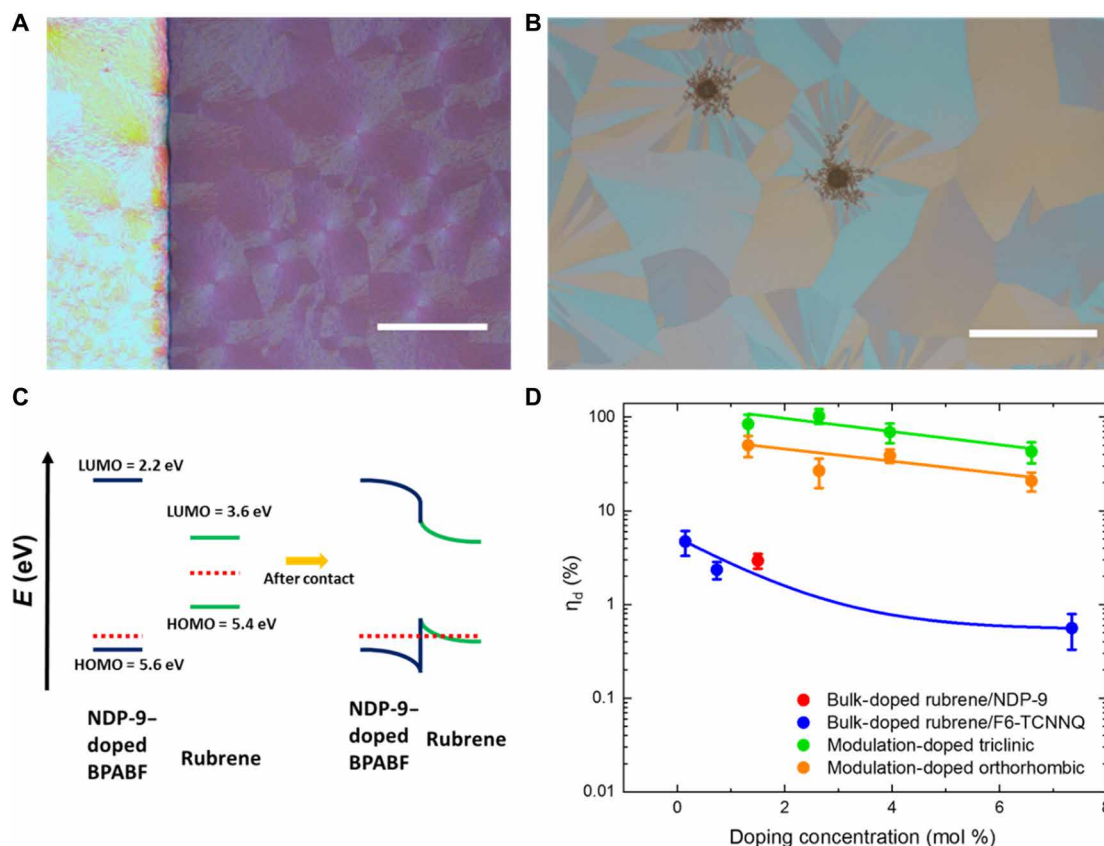 A
B
C
E (eV)
LUMO = 2.2 eV
LUMO = 3.6 eV
After contact
HOMO = 5.4 eV
HOMO = 5.6 eV
NDP-9–
doped
BPABF
Rubrene
NDP-9–
doped
BPABF
Rubrene
D
ηd (%)
100
10
1
0.1
0.01
0
2
4
6
8
Doping concentration (mol %)
Bulk-doped rubrene/NDP-9
Bulk-doped rubrene/F6-TCNNQ
Modulation-doped triclinic
Modulation-doped orthorhombic